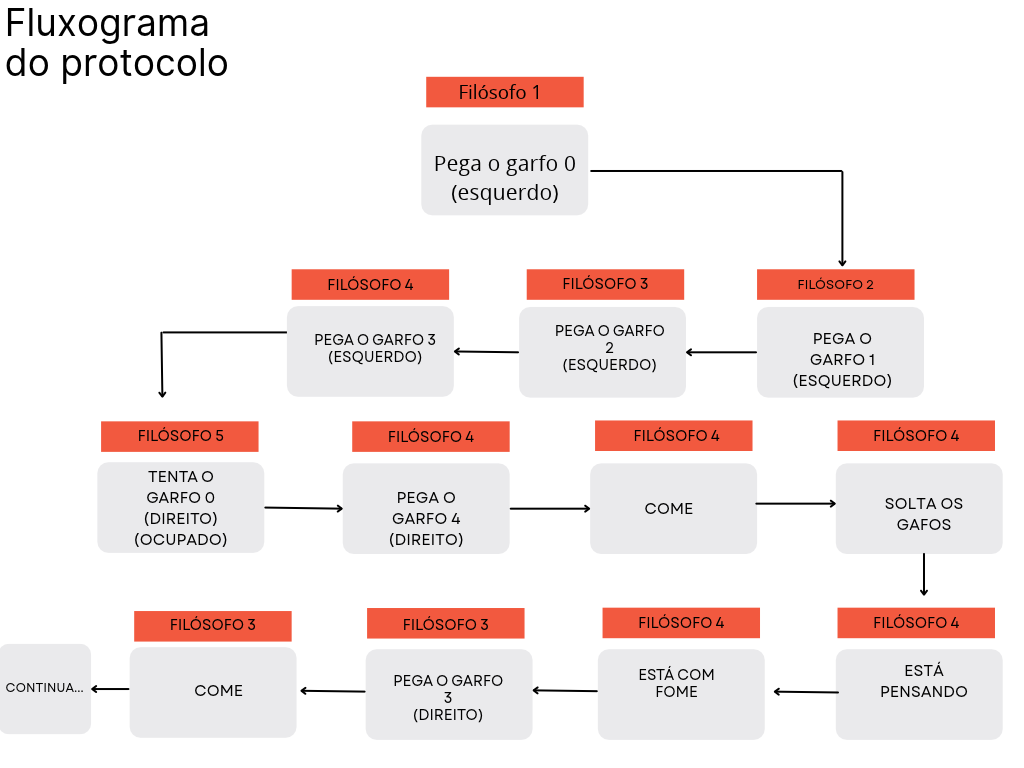 Fluxograma
do protocolo
Filósofo 1
Pega o garfo 0
(esquerdo)
FILÓSOFO 2
PEGA O
GARFO 1
(ESQUERDO)
FILÓSOFO 3
PEGA O GARFO
2
(ESQUERDO)
FILÓSOFO 4
PEGA O GARFO 3
(ESQUERDO)
FILÓSOFO 5
TENTA O
GARFO 0
(DIREITO)
(OCUPADO)
FILÓSOFO 4
PEGA O
GARFO 4
(DIREITO)
FILÓSOFO 4
COME
FILÓSOFO 4
SOLTA OS
GAFOS
FILÓSOFO 4
ESTÁ
PENSANDO
FILÓSOFO 4
ESTÁ COM
FOME
FILÓSOFO 3
PEGA O GARFO
3
(DIREITO)
FILÓSOFO 3
COME
CONTINUA...